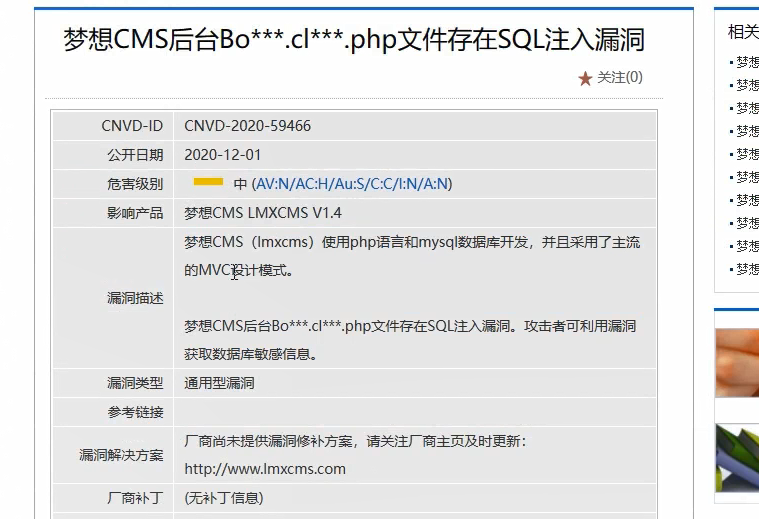 梦想CMS后台Bo***.cl***.php文件存在SQL注入漏洞
关注(0)
CNVD-ID CNVD-2020-59466
公开日期 2020-12-01
危害级别 中 (AV:N/AC:H/Au:S/C:C/I:N/A:N)
影响产品 梦想CMS LMXCMS V1.4
梦想CMS（lmxcms）使用php语言和mysql数据库开发，并且采用了主流
的MVC设计模式。
漏洞描述
梦想CMS后台Bo***.cl***.php文件存在SQL注入漏洞。攻击者可利用漏洞
获取数据库敏感信息。
漏洞类型 通用型漏洞
参考链接
漏洞解决方案 厂商尚未提供漏洞修补方案，请关注厂商主页及时更新：
http://www.lmxcms.com
厂商补丁 (无补丁信息)
相关
梦想
梦想
梦想
梦想
梦想
梦想
梦想
梦想
梦想
梦想